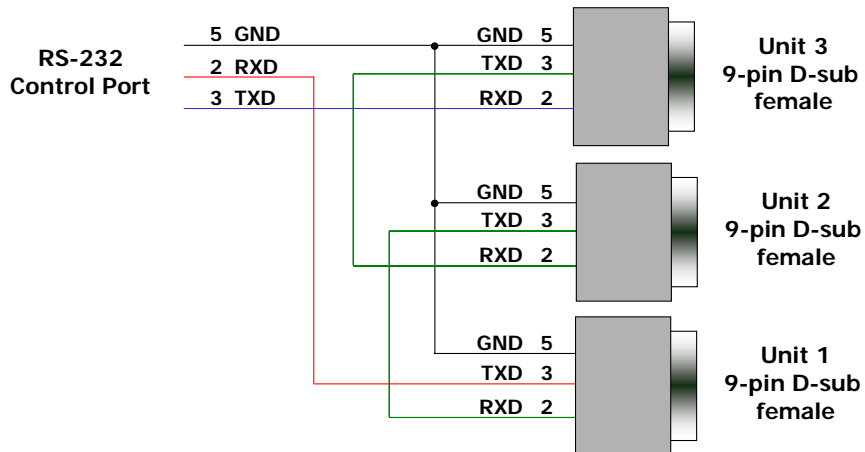 RS-232
Control Port
5 GND
2 RXD
3 TXD
GND 5
TXD 3
RXD 2
Unit 3
9-pin D-sub
female
GND 5
TXD 3
RXD 2
Unit 2
9-pin D-sub
female
GND 5
TXD 3
RXD 2
Unit 1
9-pin D-sub
female